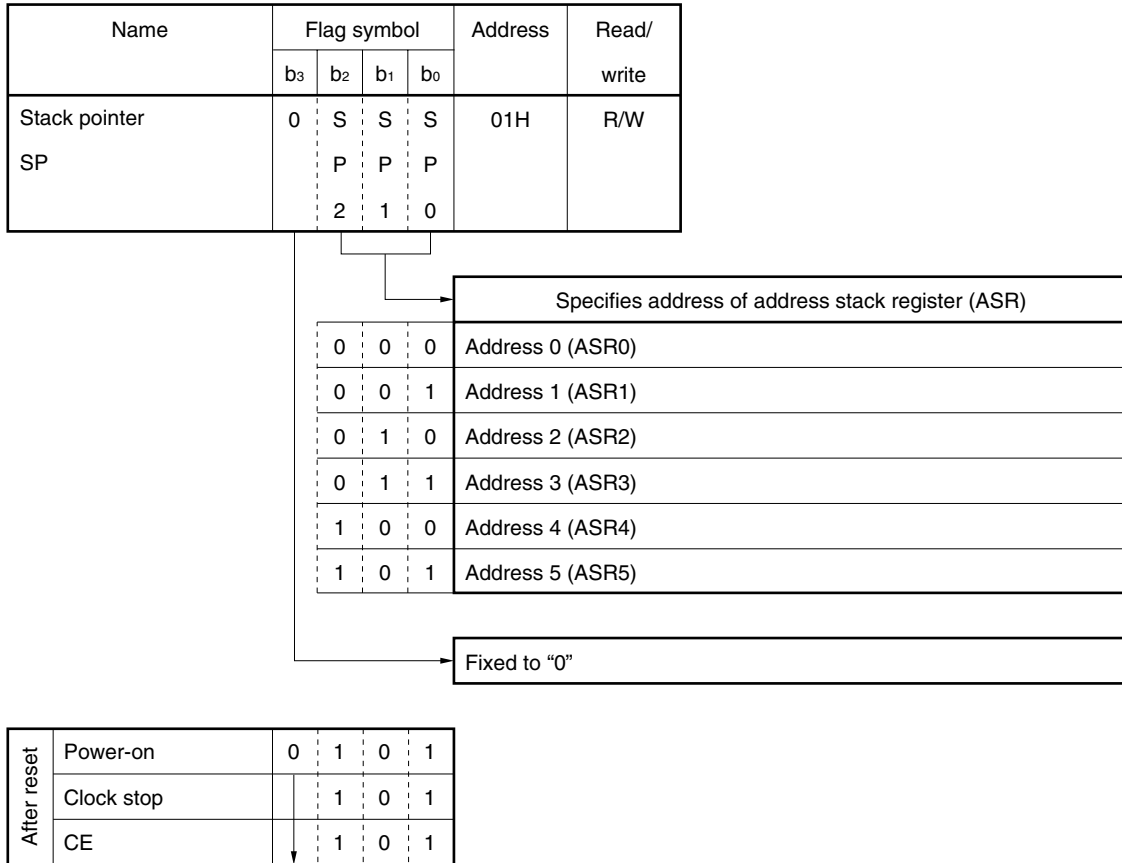 Name Flag symbol Address Read/
b3 b2 b1 b0 write
Stack pointer 0 S S S 01H R/W
SP P P P
2 1 0
Specifies address of address stack register (ASR)
0 0 0 Address 0 (ASR0)
0 0 1 Address 1 (ASR1)
0 1 0 Address 2 (ASR2)
0 1 1 Address 3 (ASR3)
1 0 0 Address 4 (ASR4)
1 0 1 Address 5 (ASR5)
Fixed to “0”
After reset
Power-on 0 1 0 1
Clock stop 1 0 1
CE 1 0 1